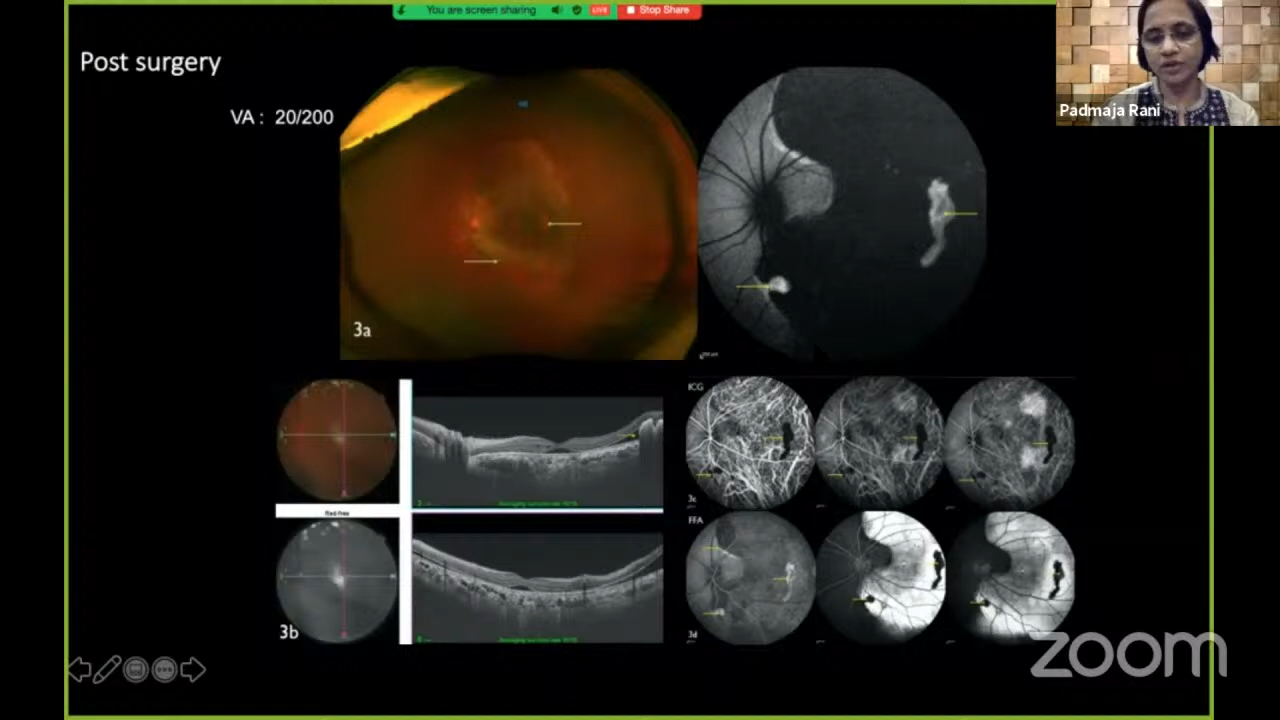 You are screen sharing
LIVE
Stop Share
Padmaja Rani
Post surgery
VA : 20/200
3a
ICG
3c
Red-free
FFA
3b
3d
zoom